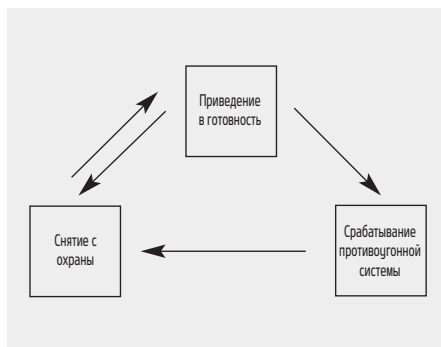 Приведение
в готовность
Снятие с
охраны
Срабатывание
противоугонной
системы